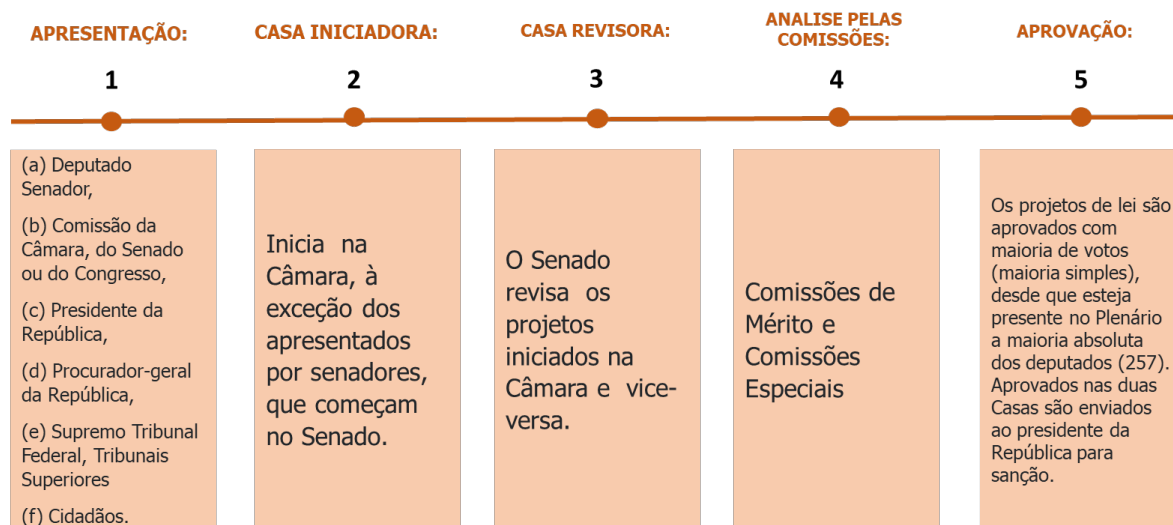 APRESENTAÇÃO:
1
(a) Deputado
Senador,
(b) Comissão da
Câmara, do Senado
ou do Congresso,
(c) Presidente da
República,
(d) Procurador-geral
da República,
(e) Supremo Tribunal
Federal, Tribunais
Superiores
(f) Cidadãos.
CASA INICIADORA:
2
Inicia na
Câmara, à
exceção dos
apresentados
por senadores,
que começam
no Senado.
CASA REVISORA:
3
O Senado
revisa os
projetos
iniciados na
Câmara e vice-
versa.
ANALISE PELAS
COMISSÕES:
4
Comissões de
Mérito e
Comissões
Especiais
APROVAÇÃO:
5
Os projetos de lei são
aprovados com
maioria de votos
(maioria simples),
desde que esteja
presente no Plenário
a maioria absoluta
dos deputados (257).
Aprovados nas duas
Casas são enviados
ao presidente da
República para
sanção.